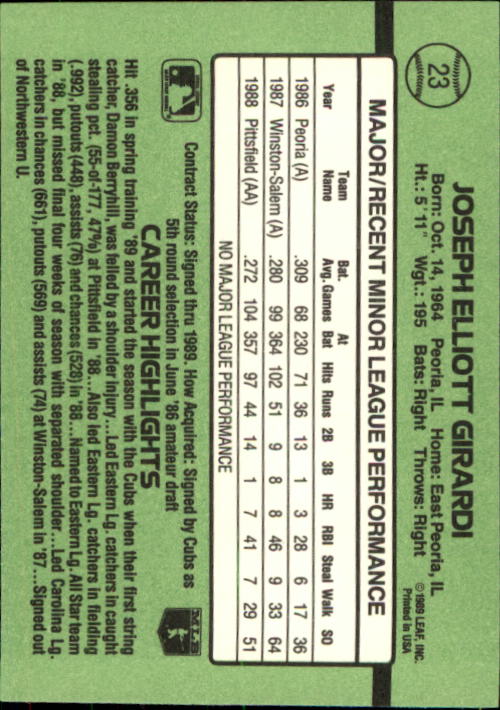 23
JOSEPH ELLIOTT GIRARDI
Born: Oct. 14, 1964 Peoria, IL Home: East Peoria, IL
Ht.: 5' 11" Wgt.: 195 Bats: Right Throws: Right
© 1989 LEAF, INC.
Printed in USA
MAJOR/RECENT MINOR LEAGUE PERFORMANCE
Year Team Name Bat. Avg. Games At Bat Hits Runs 2B 3B HR RBI Steal Walk SO
1986 Peoria (A) .309 68 230 71 36 13 1 3 28 6 17 36
1987 Winston-Salem (A) .280 99 364 102 51 9 8 8 46 9 33 64
1988 Pittsfield (AA) .272 104 357 97 44 14 1 7 41 7 29 51
NO MAJOR LEAGUE PERFORMANCE
Contract Status: Signed thru 1989. How Acquired: Signed by Cubs as
5th round selection in June '86 amateur draft
MLB
CAREER HIGHLIGHTS
Hit .356 in spring training '89 and started the season with the Cubs when their first string
catcher, Damon Berryhill, was felled by a shoulder injury...Led Eastern Lg. catchers in caught
stealing pct. (55-of-177, 47%) at Pittsfield in '88...Also led Eastern Lg. catchers in fielding
(.992), putouts (448), assists (76) and chances (528) in '88...Named to Eastern Lg. All Star team
in '88, but missed final four weeks of season with separated shoulder...Led Carolina Lg.
catchers in chances (661), putouts (569) and assists (74) at Winston-Salem in '87...Signed out
of Northwestern U.